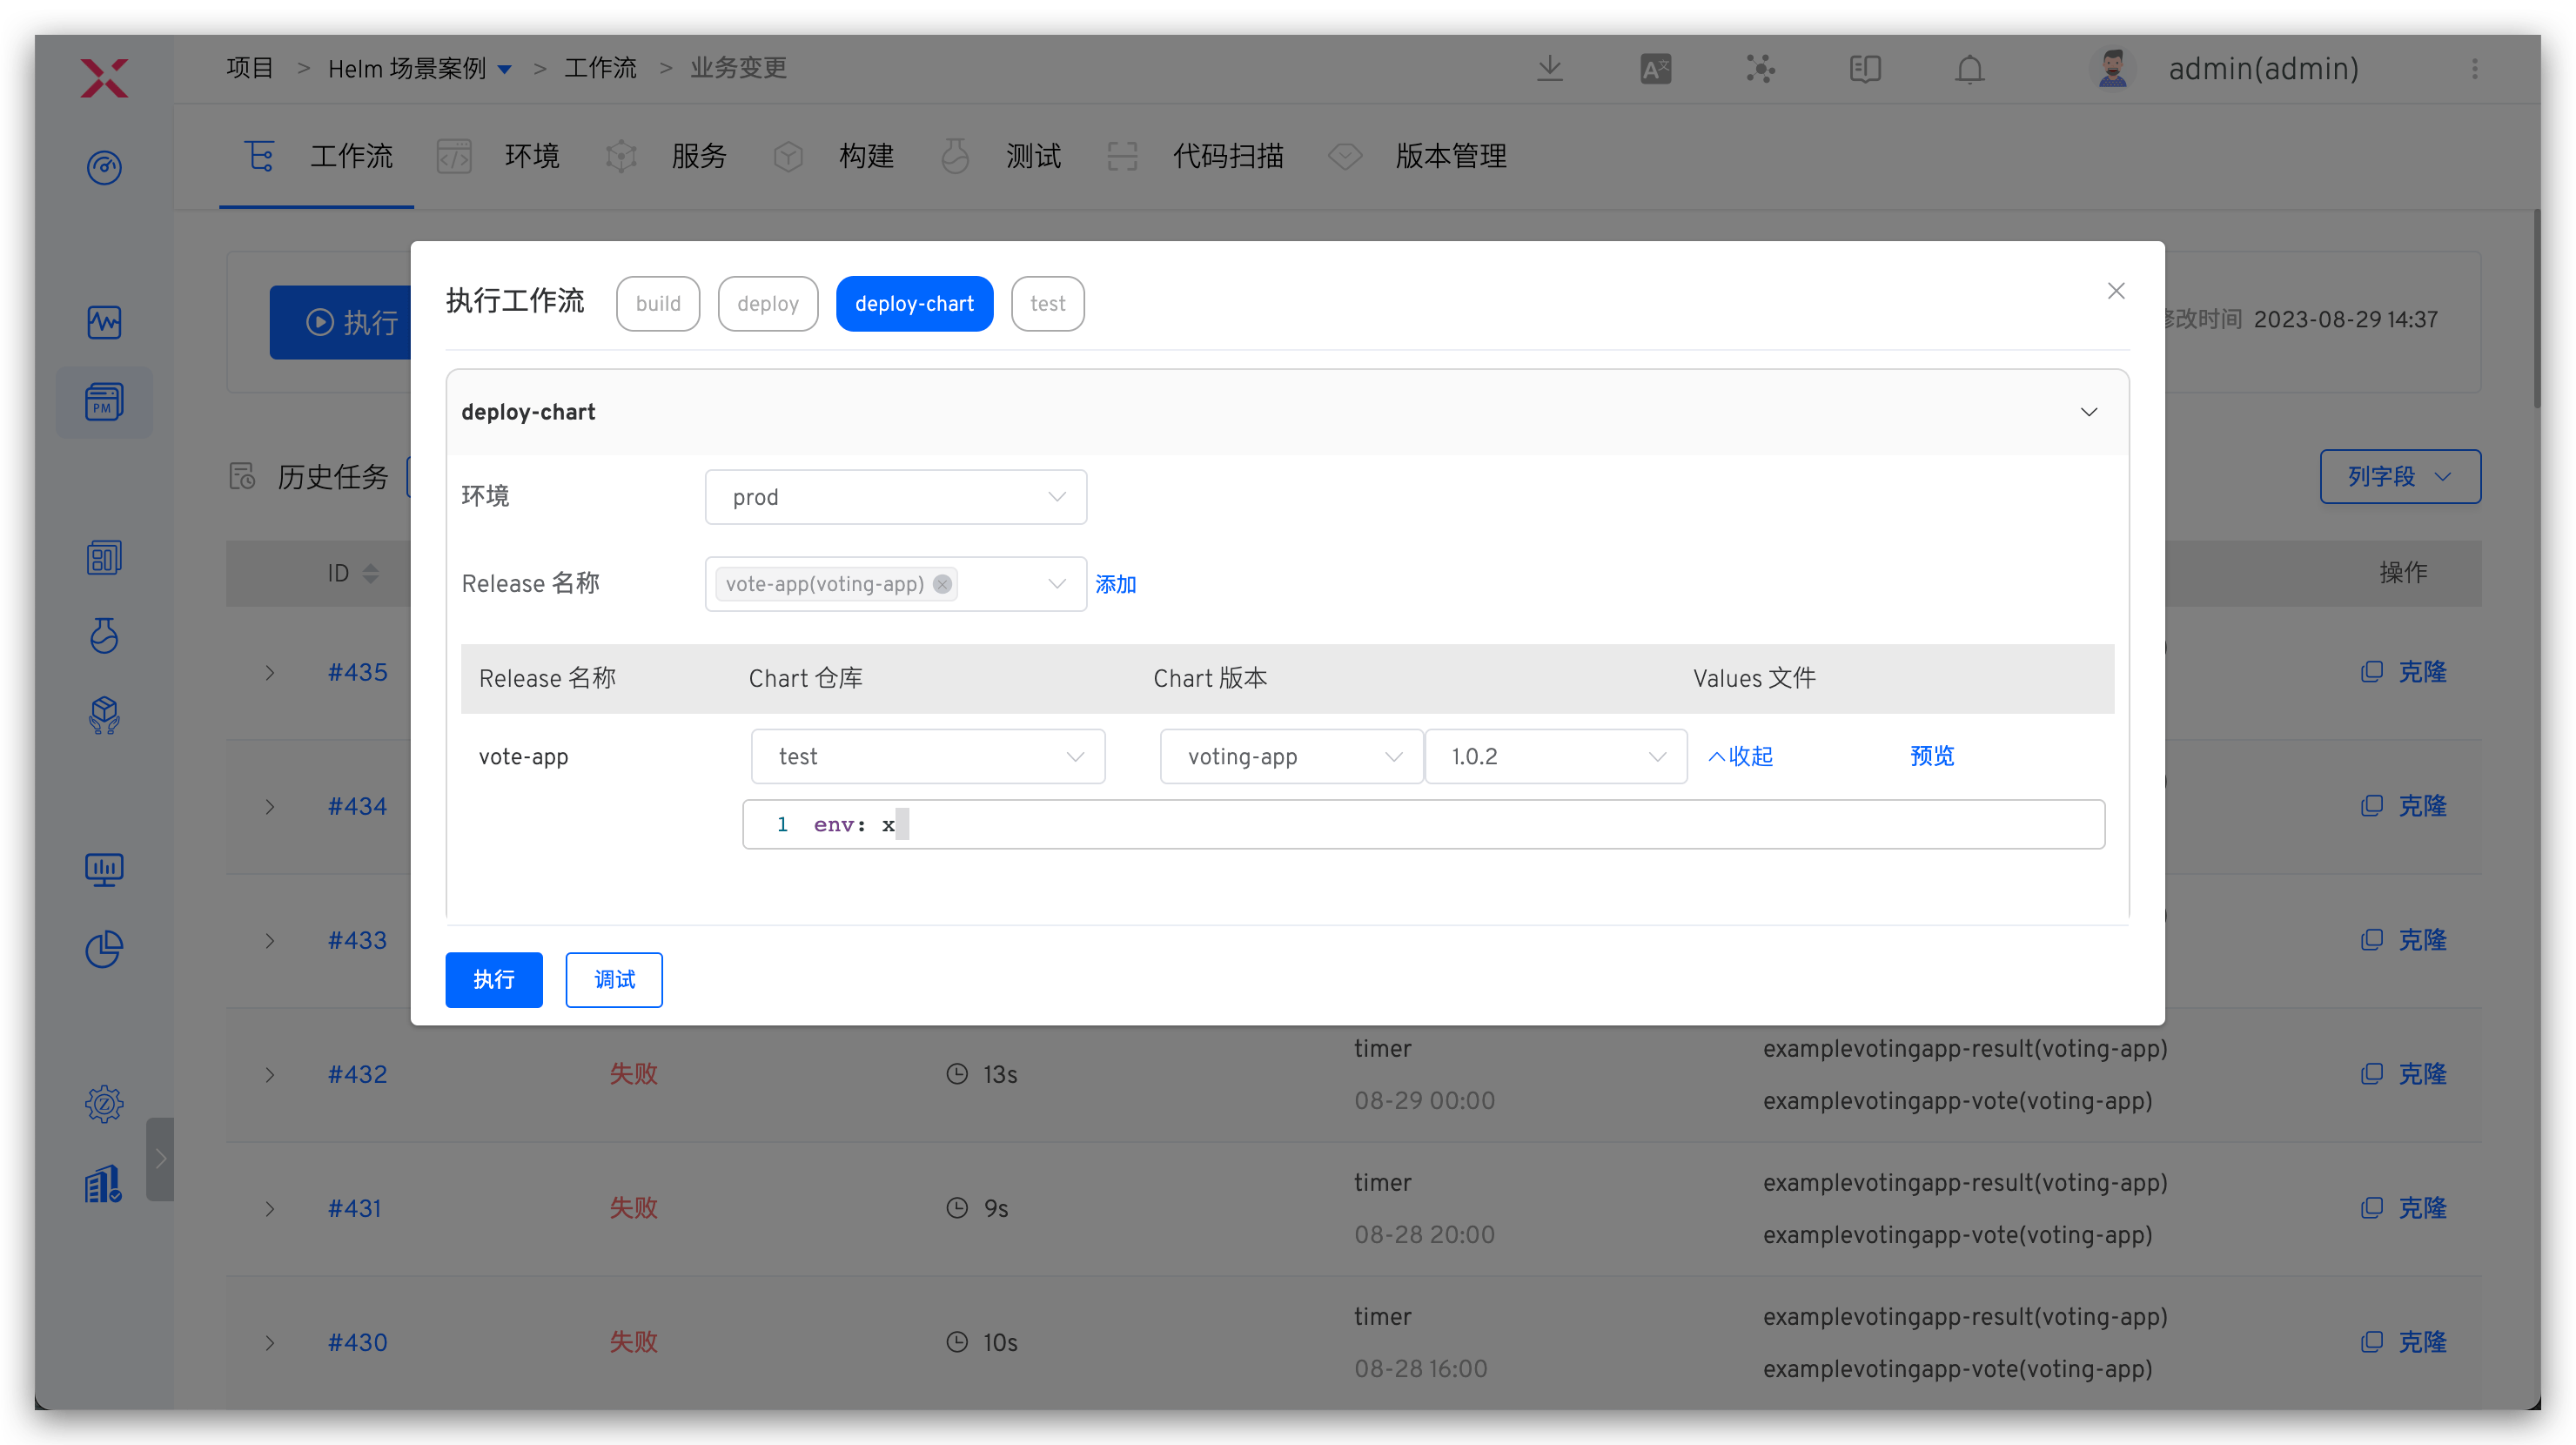 项目 > Helm 场景案例 > 工作流 > 业务变更
admin(admin)
工作流 环境 服务 构建 测试 代码扫描 版本管理
执行
修改时间 2023-08-29 14:37
执行工作流 build deploy deploy-chart test
deploy-chart
PM
历史任务
列字段
环境 prod
Release 名称 vote-app(voting-app) 添加
ID
操作
Release 名称 Chart 仓库 Chart 版本 Values 文件
vote-app test voting-app 1.0.2 收起 预览
1 env: x
执行 调试
#435 克隆
#434 克隆
#433 克隆
#432 失败 13s timer examplevotingapp-result(voting-app) 克隆
08-29 00:00 examplevotingapp-vote(voting-app)
#431 失败 9s timer examplevotingapp-result(voting-app) 克隆
08-28 20:00 examplevotingapp-vote(voting-app)
#430 失败 10s timer examplevotingapp-result(voting-app) 克隆
08-28 16:00 examplevotingapp-vote(voting-app)